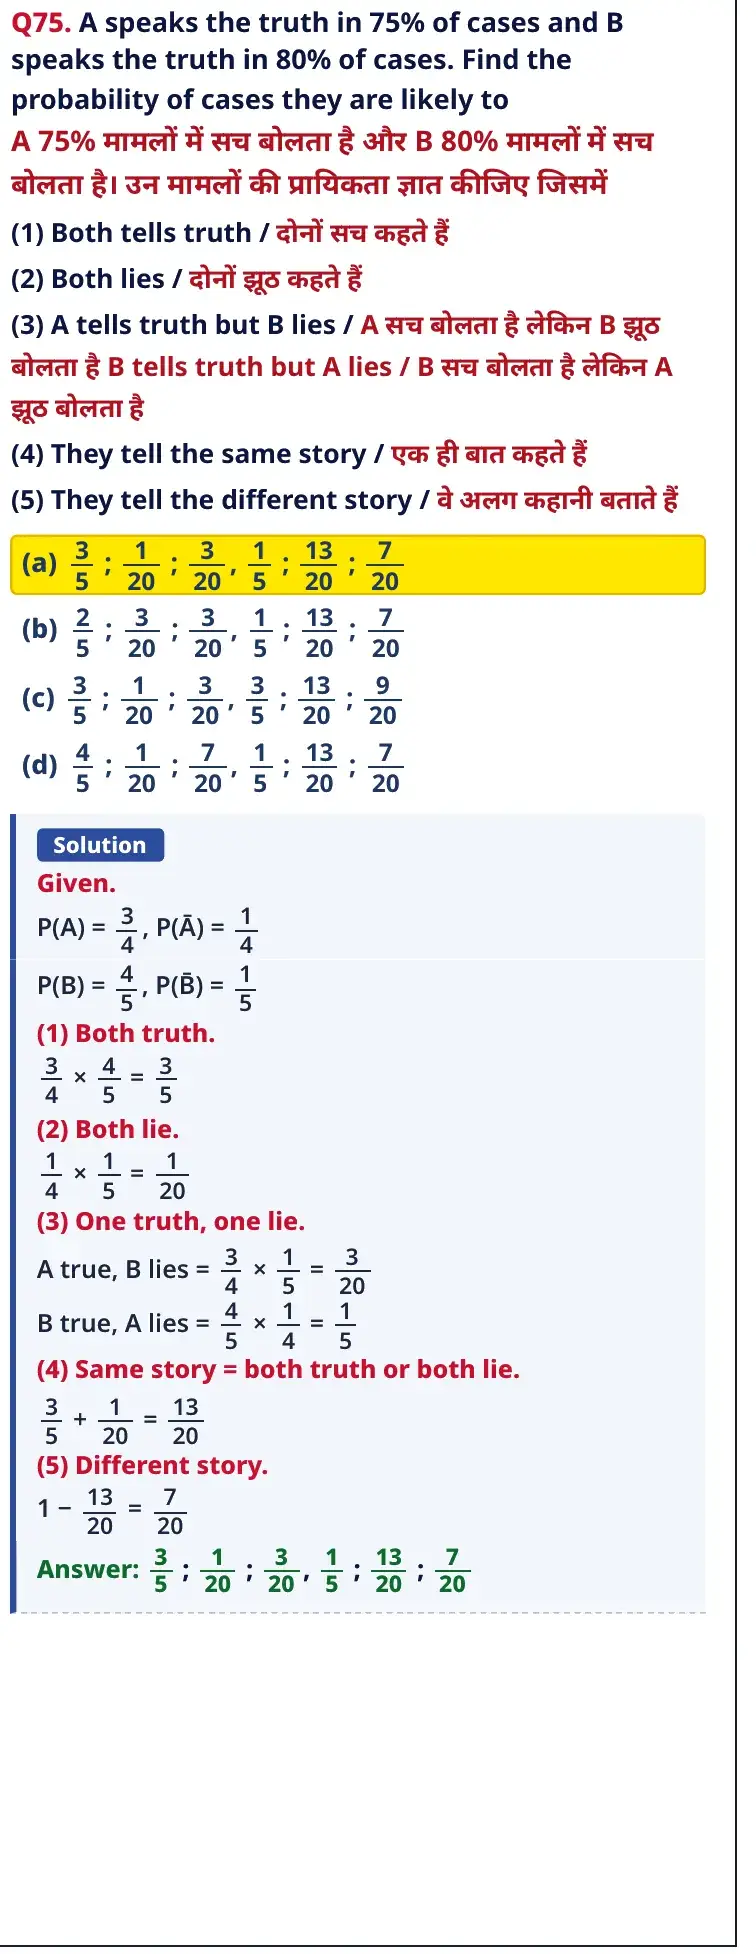 Q75. A speaks the truth in 75% of cases and B
speaks the truth in 80% of cases. Find the
probability of cases they are likely to
A 75% मामलों में सच बोलता है और B 80% मामलों में सच
बोलता है। उन मामलों की प्रायिकता ज्ञात कीजिए जिसमें
(1) Both tells truth / दोनों सच कहते हैं
(2) Both lies / दोनों झूठ कहते हैं
(3) A tells truth but B lies / A सच बोलता है लेकिन B झूठ
बोलता है B tells truth but A lies / B सच बोलता है लेकिन A
झूठ बोलता है
(4) They tell the same story / एक ही बात कहते हैं
(5) They tell the different story / वे अलग कहानी बताते हैं
(a) 3/5 ; 1/20 ; 3/20, 1/5 ; 13/20 ; 7/20
(b) 2/5 ; 3/20 ; 3/20, 1/5 ; 13/20 ; 7/20
(c) 3/5 ; 1/20 ; 3/20, 3/5 ; 13/20 ; 9/20
(d) 4/5 ; 1/20 ; 7/20, 1/5 ; 13/20 ; 7/20
Solution
Given.
P(A) = 3/4, P(Ā) = 1/4
P(B) = 4/5, P(B̄) = 1/5
(1) Both truth.
3/4 × 4/5 = 3/5
(2) Both lie.
1/4 × 1/5 = 1/20
(3) One truth, one lie.
A true, B lies = 3/4 × 1/5 = 3/20
B true, A lies = 4/5 × 1/4 = 1/5
(4) Same story = both truth or both lie.
3/5 + 1/20 = 13/20
(5) Different story.
1 − 13/20 = 7/20
Answer: 3/5 ; 1/20 ; 3/20, 1/5 ; 13/20 ; 7/20